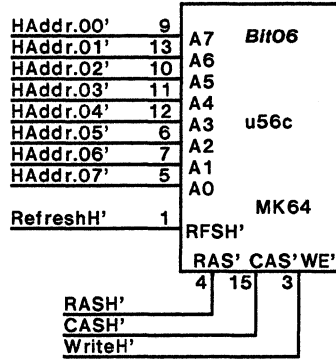 HAddr.00' 9 A7 Bit06
HAddr.01' 13 A6
HAddr.02' 10 A5
HAddr.03' 11 A4
HAddr.04' 12 A3 u56c
HAddr.05' 6 A2
HAddr.06' 7 A1
HAddr.07' 5 A0
MK64
RefreshH' 1 RFSH'
RAS' CAS' WE'
4 15 3
RASH'
CASH'
WriteH'